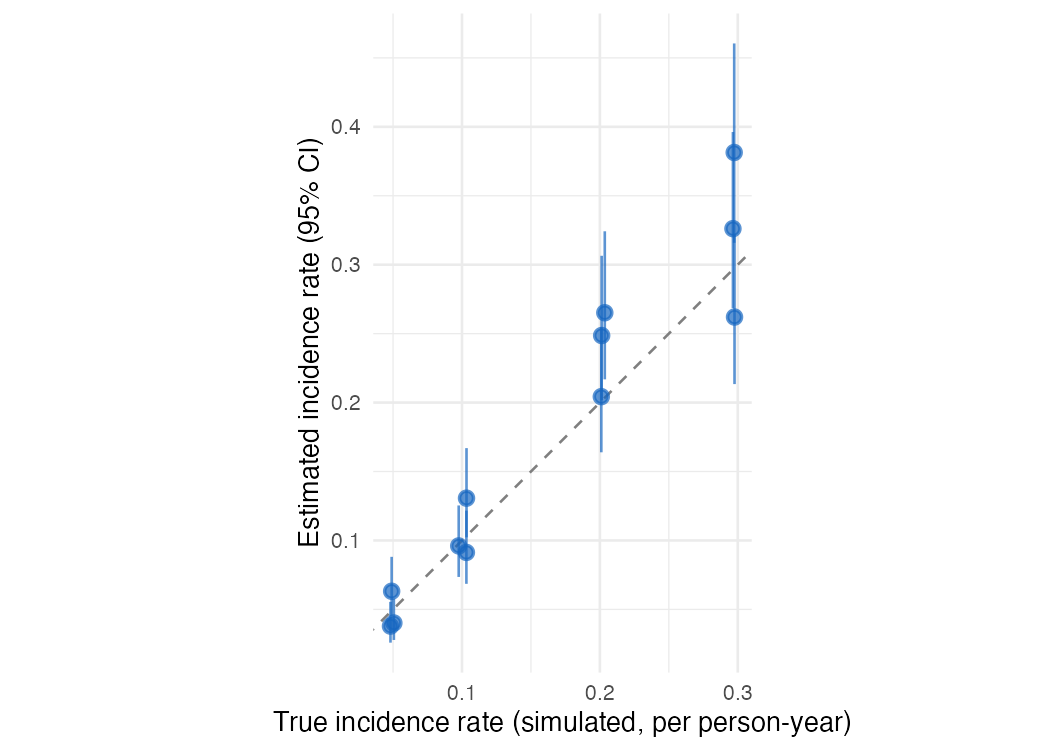 Estimated incidence rate (95% CI)
0.4
0.3
0.2
0.1
0.1 0.2 0.3
True incidence rate (simulated, per person-year)